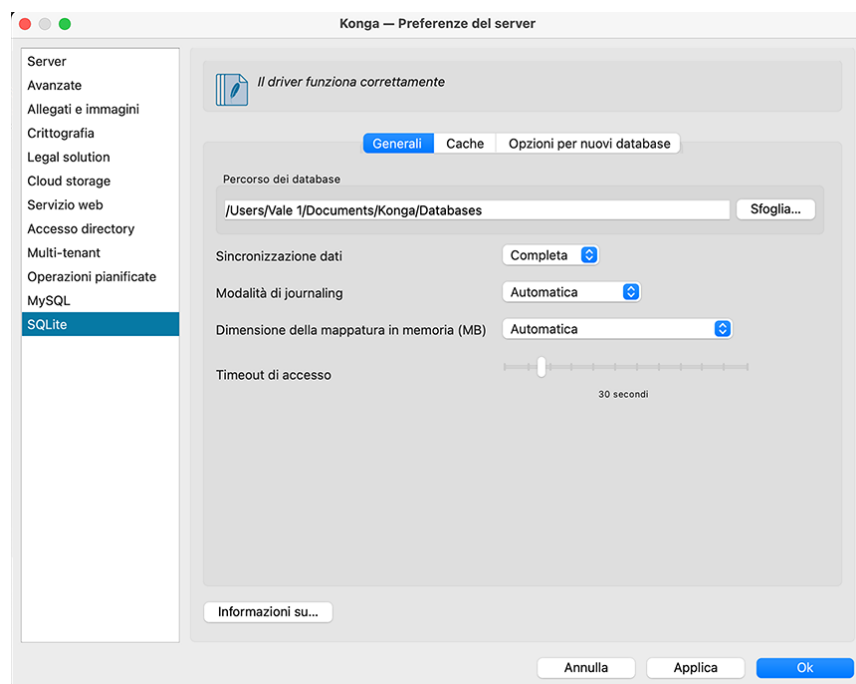 Konga — Preferenze del server
Server
Avanzate
Allegati e immagini
Crittografia
Legal solution
Cloud storage
Servizio web
Accesso directory
Multi-tenant
Operazioni pianificate
MySQL
SQLite
Il driver funziona correttamente
Generali Cache Opzioni per nuovi database
Percorso dei database
/Users/Vale 1/Documents/Konga/Databases Sfoglia...
Sincronizzazione dati Completa
Modalità di journaling Automatica
Dimensione della mappatura in memoria (MB) Automatica
Timeout di accesso
30 secondi
Informazioni su...
Annulla Applica Ok